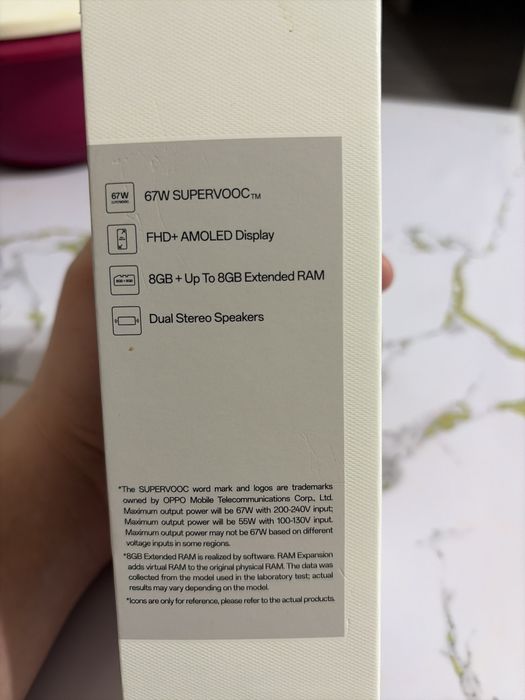 67W
67W SUPERVOOC™
FHD+ AMOLED Display
8GB + Up To 8GB Extended RAM
Dual Stereo Speakers
*The SUPERVOOC word mark and logos are trademarks
owned by OPPO Mobile Telecommunications Corp., Ltd.
Maximum output power will be 67W with 200-240V input;
Maximum output power will be 55W with 100-130V input.
Maximum output power may not be 67W based on different
voltage inputs in some regions.
*8GB Extended RAM is realized by software. RAM Expansion
adds virtual RAM to the original physical RAM. The data was
collected from the model used in the laboratory test; actual
results may vary depending on the model.
*Icons are only for reference, please refer to the actual products.